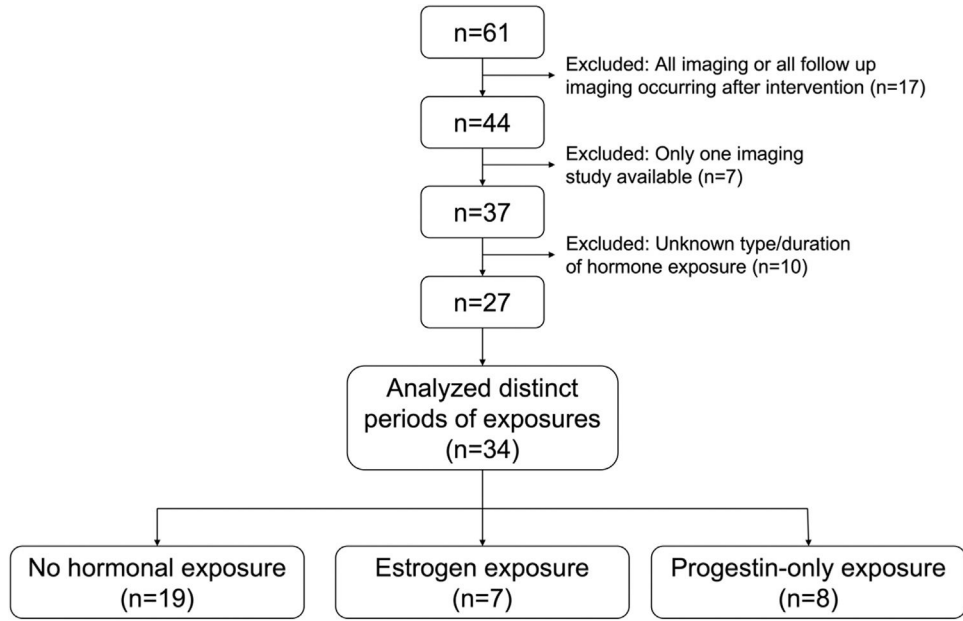 n=61
Excluded: All imaging or all follow up
imaging occurring after intervention (n=17)
n=44
Excluded: Only one imaging
study available (n=7)
n=37
Excluded: Unknown type/duration
of hormone exposure (n=10)
n=27
Analyzed distinct
periods of exposures
(n=34)
No hormonal exposure
(n=19)
Estrogen exposure
(n=7)
Progestin-only exposure
(n=8)